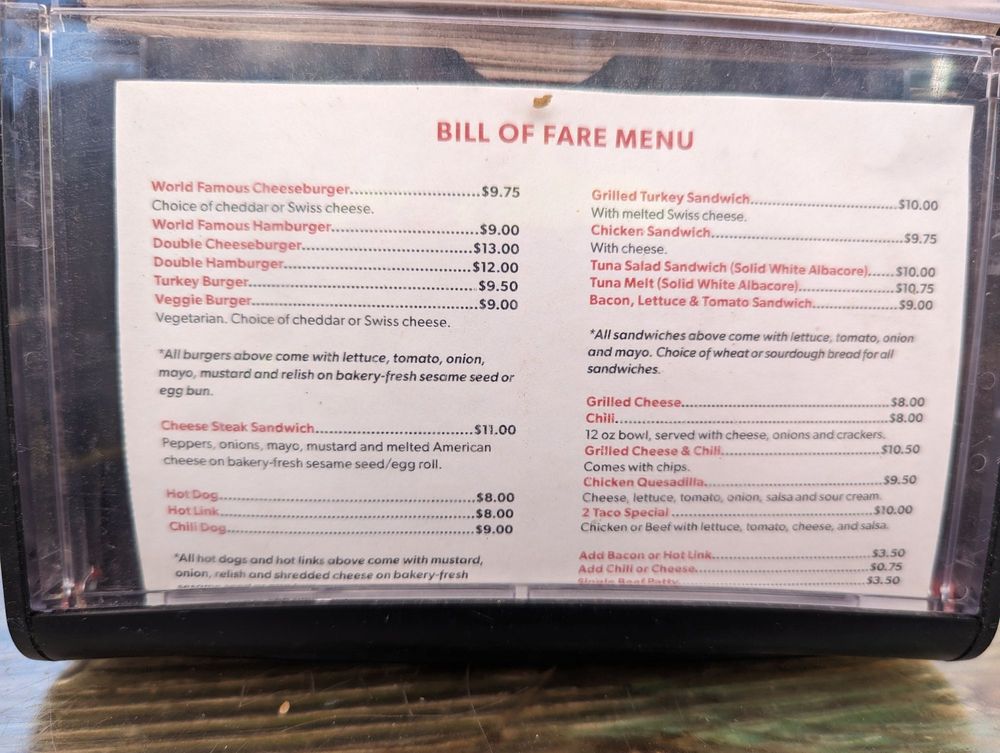 BILL OF FARE MENU
World Famous Cheeseburger..............................$9.75
Choice of cheddar or Swiss cheese.
World Famous Hamburger..................................$9.00
Double Cheeseburger........................................$13.00
Double Hamburger............................................$12.00
Turkey Burger....................................................$9.50
Veggie Burger....................................................$9.00
Vegetarian. Choice of cheddar or Swiss cheese.
*All burgers above come with lettuce, tomato, onion,
mayo, mustard and relish on bakery-fresh sesame seed or
egg bun.
Cheese Steak Sandwich.....................................$11.00
Peppers, onions, mayo, mustard and melted American
cheese on bakery-fresh sesame seed/egg roll.
Hot Dog............................................................$8.00
Hot Link............................................................$8.00
Chili Dog...........................................................$9.00
*All hot dogs and hot links above come with mustard,
onion, relish and shredded cheese on bakery-fresh
Grilled Turkey Sandwich....................................$10.00
With melted Swiss cheese.
Chicken Sandwich..............................................$9.75
With cheese.
Tuna Salad Sandwich (Solid White Albacore)......$10.00
Tuna Melt (Solid White Albacore).......................$10.75
Bacon, Lettuce & Tomato Sandwich....................$9.00
*All sandwiches above come with lettuce, tomato, onion
and mayo. Choice of wheat or sourdough bread for all
sandwiches.
Grilled Cheese...................................................$8.00
Chili..................................................................$8.00
12 oz bowl, served with cheese, onions and crackers.
Grilled Cheese & Chili.......................................$10.50
Comes with chips.
Chicken Quesadilla............................................$9.50
Cheese, lettuce, tomato, onion, salsa and sour cream.
2 Taco Special ..................................................$10.00
Chicken or Beef with lettuce, tomato, cheese, and salsa.
Add Bacon or Hot Link........................................$3.50
Add Chili or Cheese............................................$0.75
Single Beef Patty................................................$3.50